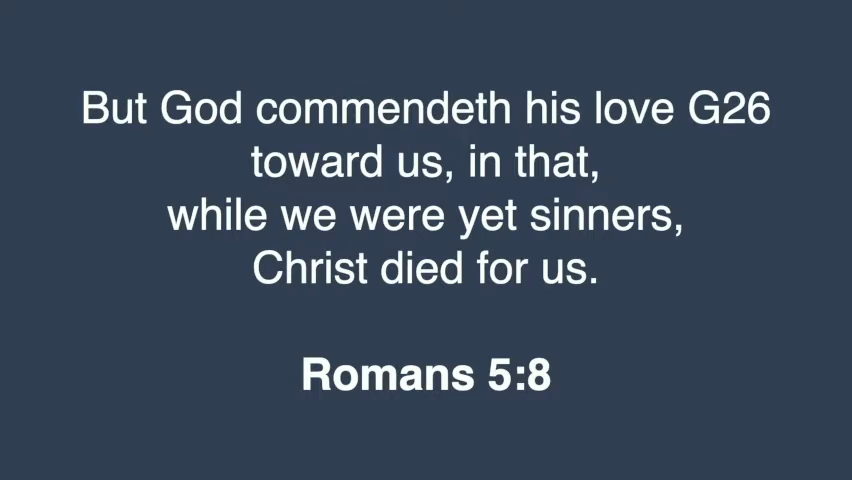 But God commendeth his love G26
toward us, in that,
while we were yet sinners,
Christ died for us.
Romans 5:8